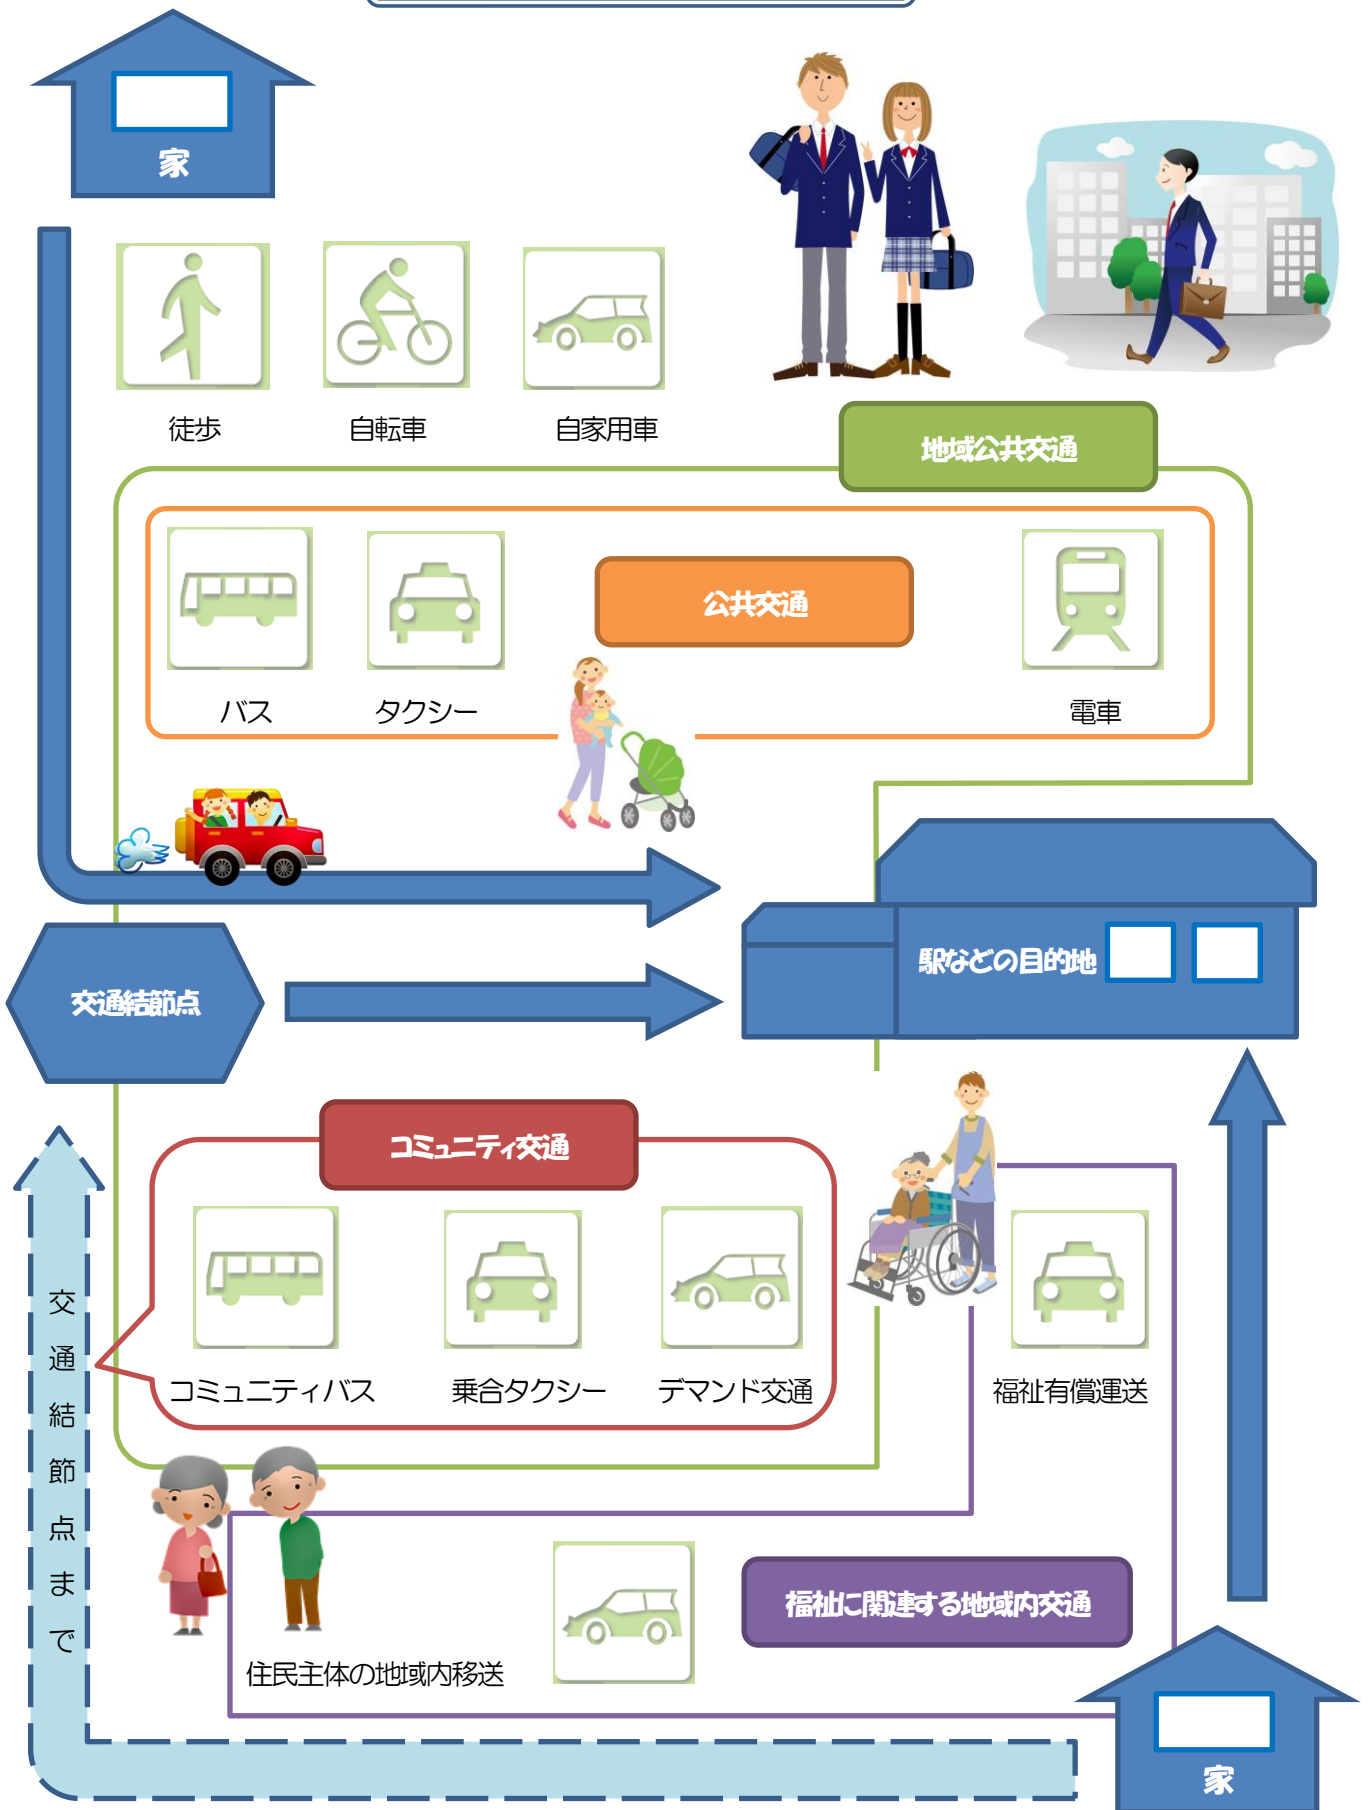 家
徒歩
自転車
自家用車
地域公共交通
公共交通
バス
タクシー
電車
駅などの目的地
交通結節点
コミュニティ交通
コミュニティバス
乗合タクシー
デマンド交通
福祉有償運送
交通結節点まで
福祉に関連する地域内交通
住民主体の地域内移送
家